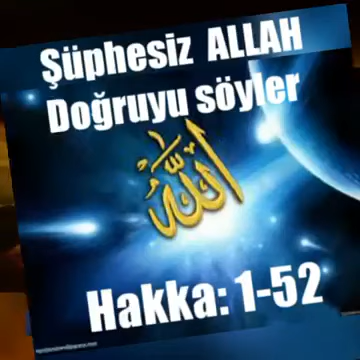 Şüphesiz ALLAH
Doğruyu söyler
الله
Hakka: 1-52